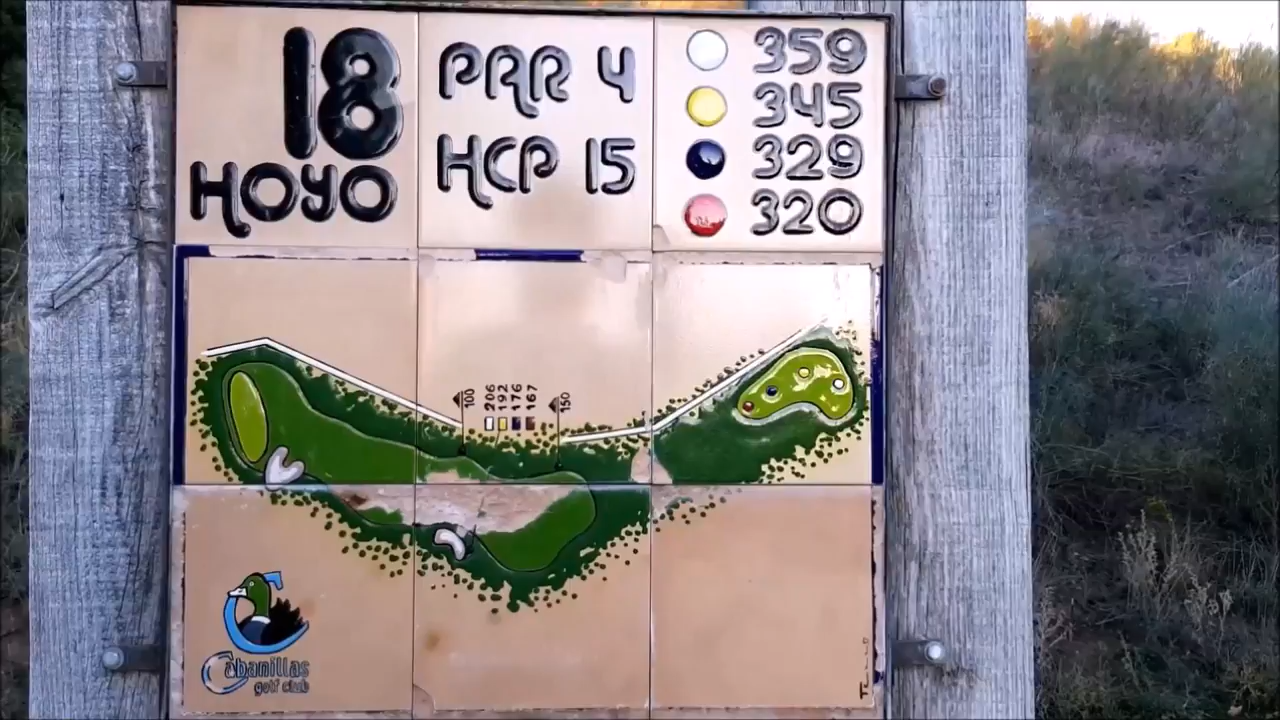 18
HOYO
PAR 4
HCP 15
359
345
329
320
100
206
192
176
167
150
Cabanillas
golf club
TELLO